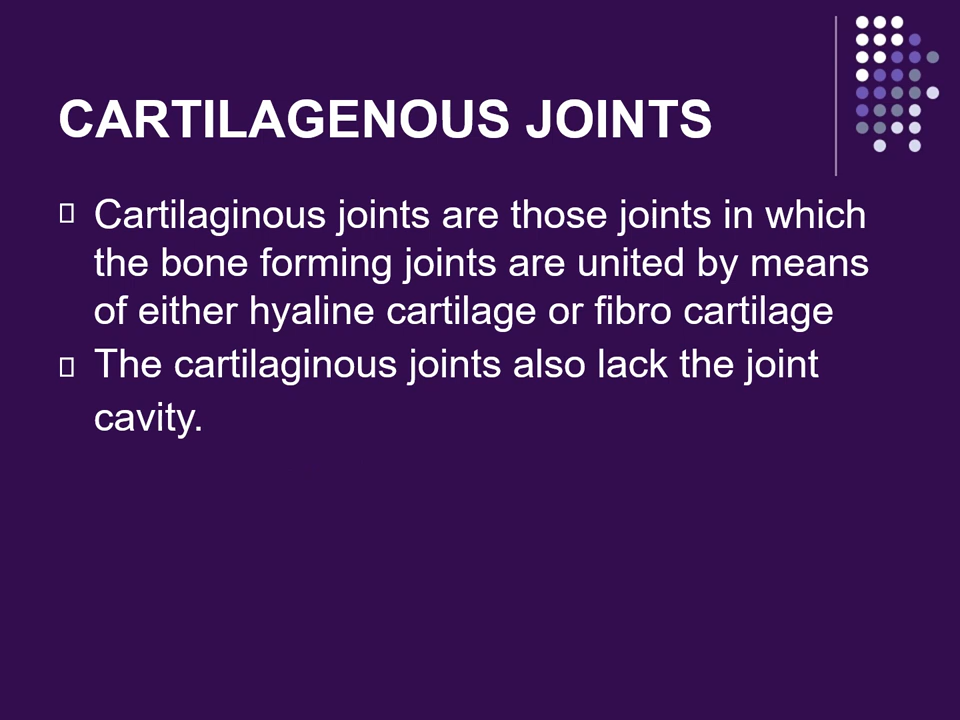 CARTILAGENOUS JOINTS
Cartilaginous joints are those joints in which
the bone forming joints are united by means
of either hyaline cartilage or fibro cartilage
The cartilaginous joints also lack the joint
cavity.